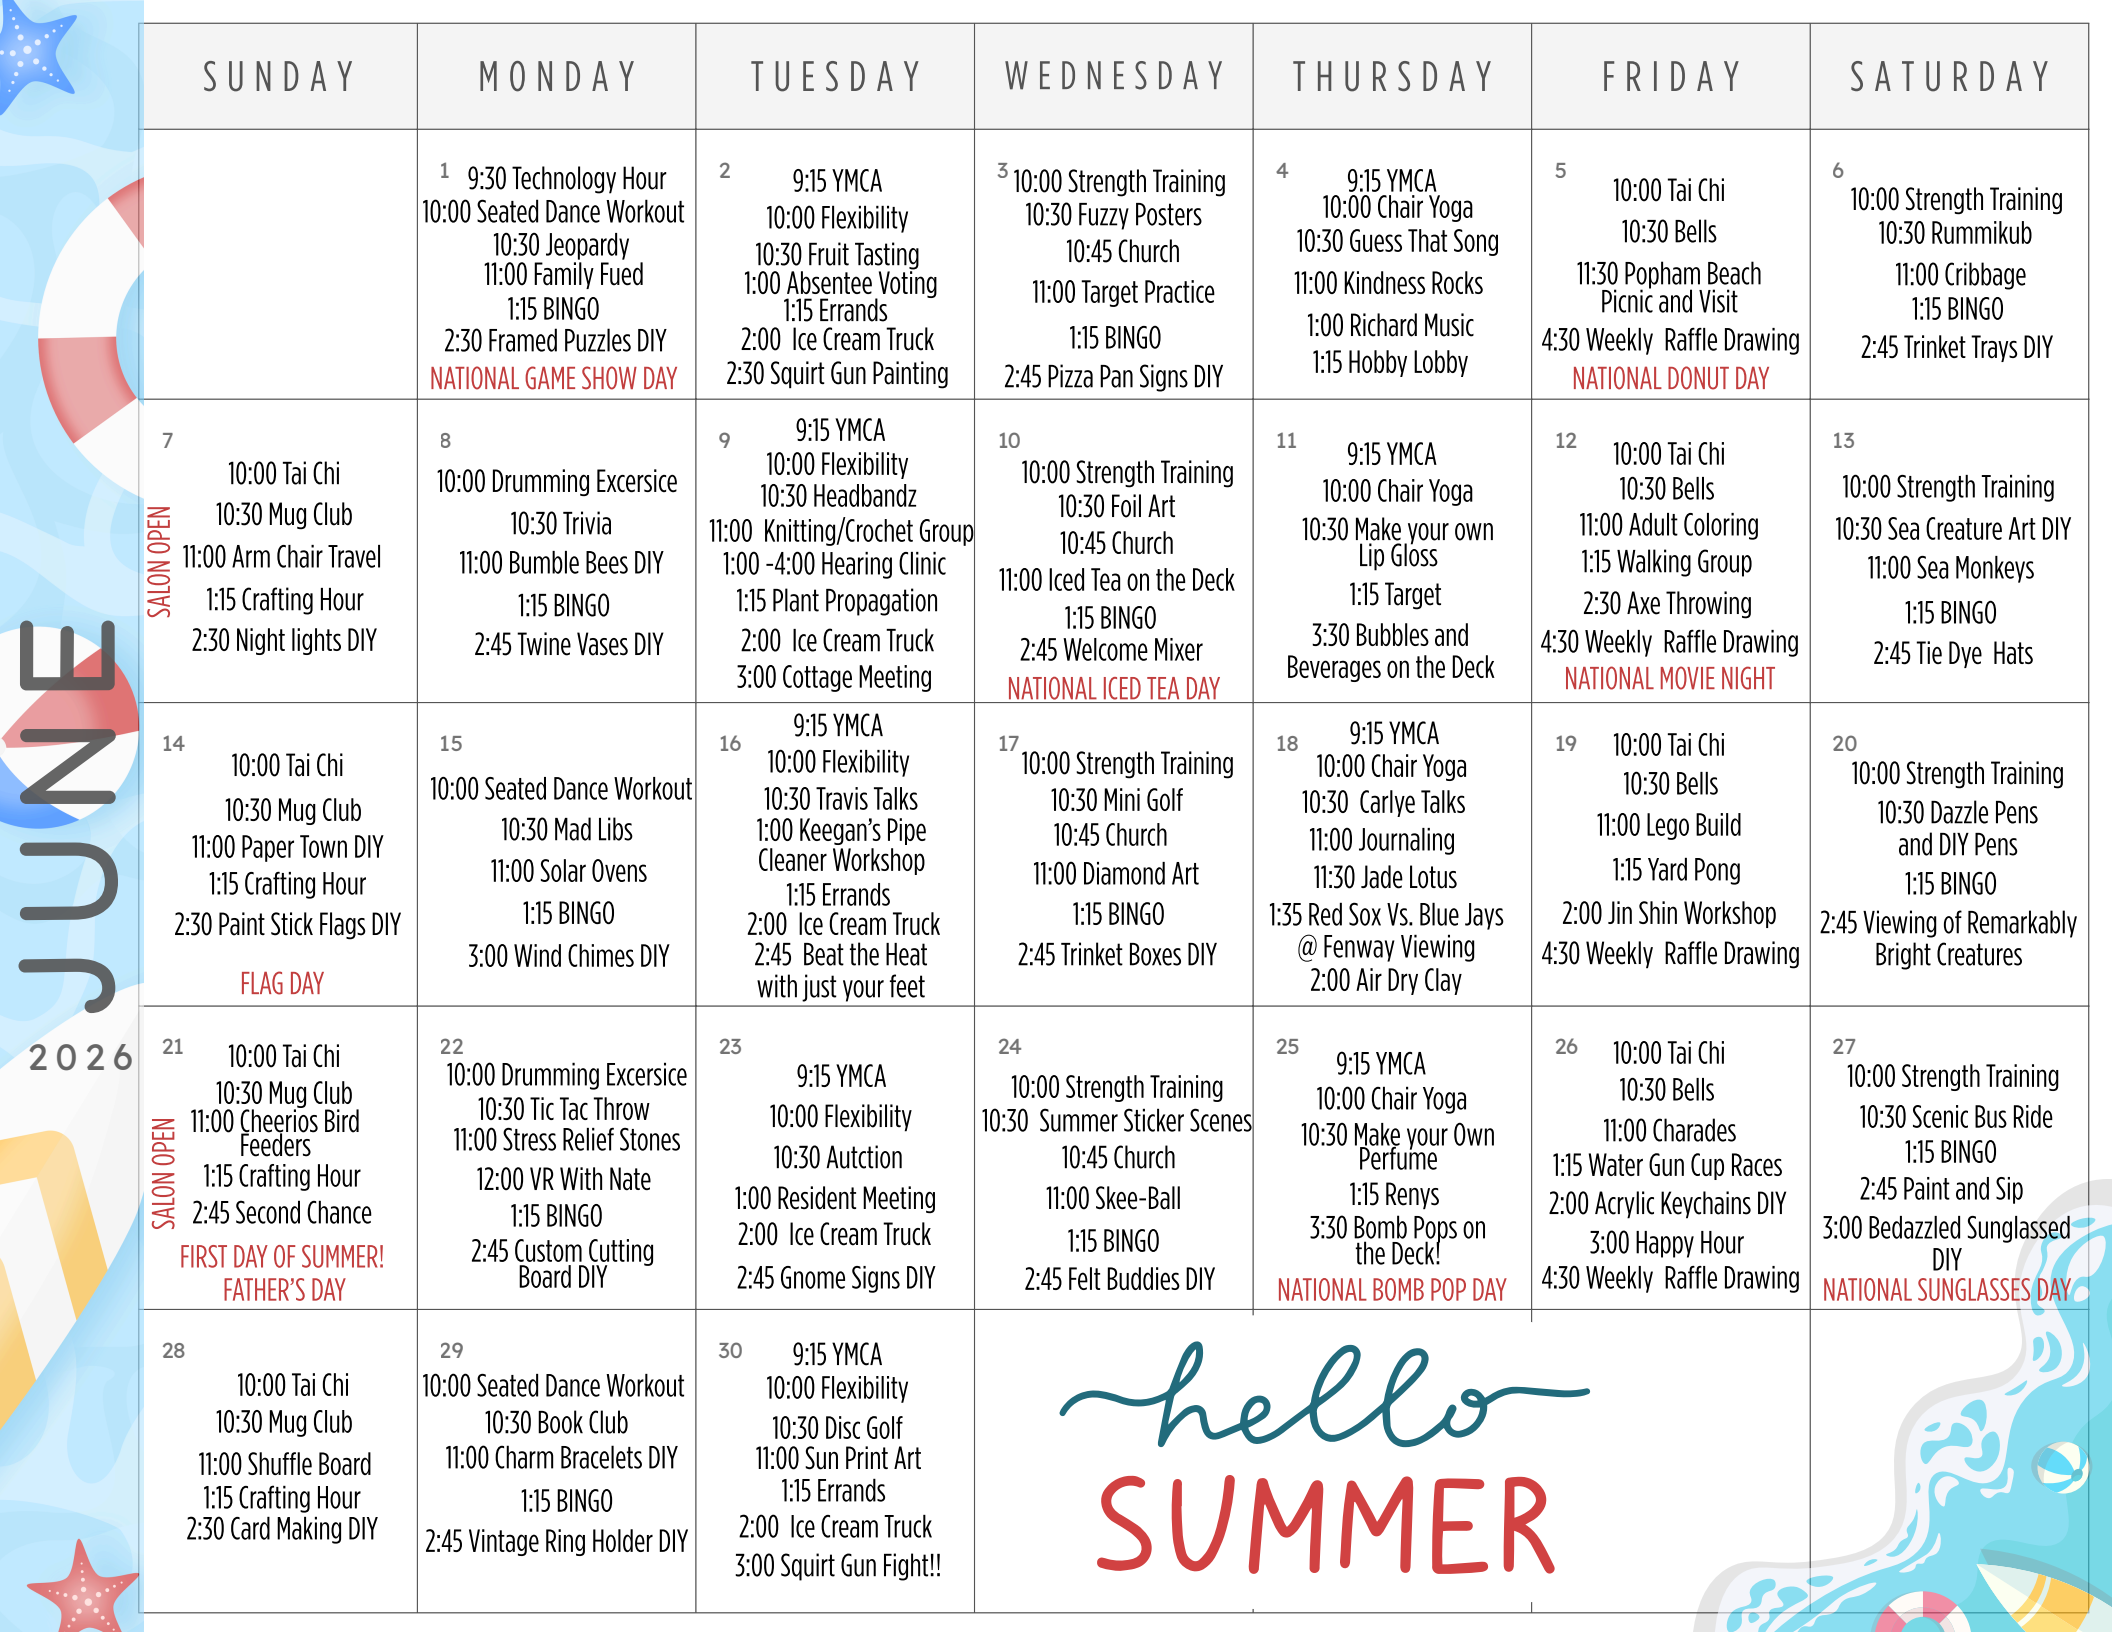 JUNE
2026
SUNDAY
MONDAY
TUESDAY
WEDNESDAY
THURSDAY
FRIDAY
SATURDAY
1
9:30 Technology Hour
10:00 Seated Dance Workout
10:30 Jeopardy
11:00 Family Fued
1:15 BINGO
2:30 Framed Puzzles DIY
NATIONAL GAME SHOW DAY
2
9:15 YMCA
10:00 Flexibility
10:30 Fruit Tasting
1:00 Absentee Voting
1:15 Errands
2:00 Ice Cream Truck
2:30 Squirt Gun Painting
3
10:00 Strength Training
10:30 Fuzzy Posters
10:45 Church
11:00 Target Practice
1:15 BINGO
2:45 Pizza Pan Signs DIY
4
9:15 YMCA
10:00 Chair Yoga
10:30 Guess That Song
11:00 Kindness Rocks
1:00 Richard Music
1:15 Hobby Lobby
5
10:00 Tai Chi
10:30 Bells
11:30 Popham Beach
Picnic and Visit
4:30 Weekly Raffle Drawing
NATIONAL DONUT DAY
6
10:00 Strength Training
10:30 Rummikub
11:00 Cribbage
1:15 BINGO
2:45 Trinket Trays DIY
7
SALON OPEN
10:00 Tai Chi
10:30 Mug Club
11:00 Arm Chair Travel
1:15 Crafting Hour
2:30 Night lights DIY
8
10:00 Drumming Excersice
10:30 Trivia
11:00 Bumble Bees DIY
1:15 BINGO
2:45 Twine Vases DIY
9
9:15 YMCA
10:00 Flexibility
10:30 Headbandz
11:00 Knitting/Crochet Group
1:00 -4:00 Hearing Clinic
1:15 Plant Propagation
2:00 Ice Cream Truck
3:00 Cottage Meeting
10
10:00 Strength Training
10:30 Foil Art
10:45 Church
11:00 Iced Tea on the Deck
1:15 BINGO
2:45 Welcome Mixer
NATIONAL ICED TEA DAY
11
9:15 YMCA
10:00 Chair Yoga
10:30 Make your own
Lip Gloss
1:15 Target
3:30 Bubbles and
Beverages on the Deck
12
10:00 Tai Chi
10:30 Bells
11:00 Adult Coloring
1:15 Walking Group
2:30 Axe Throwing
4:30 Weekly Raffle Drawing
NATIONAL MOVIE NIGHT
13
10:00 Strength Training
10:30 Sea Creature Art DIY
11:00 Sea Monkeys
1:15 BINGO
2:45 Tie Dye Hats
14
10:00 Tai Chi
10:30 Mug Club
11:00 Paper Town DIY
1:15 Crafting Hour
2:30 Paint Stick Flags DIY
FLAG DAY
15
10:00 Seated Dance Workout
10:30 Mad Libs
11:00 Solar Ovens
1:15 BINGO
3:00 Wind Chimes DIY
16
9:15 YMCA
10:00 Flexibility
10:30 Travis Talks
1:00 Keegan's Pipe
Cleaner Workshop
1:15 Errands
2:00 Ice Cream Truck
2:45 Beat the Heat
with just your feet
17
10:00 Strength Training
10:30 Mini Golf
10:45 Church
11:00 Diamond Art
1:15 BINGO
2:45 Trinket Boxes DIY
18
9:15 YMCA
10:00 Chair Yoga
10:30 Carlye Talks
11:00 Journaling
11:30 Jade Lotus
1:35 Red Sox Vs. Blue Jays
@ Fenway Viewing
2:00 Air Dry Clay
19
10:00 Tai Chi
10:30 Bells
11:00 Lego Build
1:15 Yard Pong
2:00 Jin Shin Workshop
4:30 Weekly Raffle Drawing
20
10:00 Strength Training
10:30 Dazzle Pens
and DIY Pens
1:15 BINGO
2:45 Viewing of Remarkably
Bright Creatures
21
SALON OPEN
10:00 Tai Chi
10:30 Mug Club
11:00 Cheerios Bird
Feeders
1:15 Crafting Hour
2:45 Second Chance
FIRST DAY OF SUMMER!
FATHER'S DAY
22
10:00 Drumming Excersice
10:30 Tic Tac Throw
11:00 Stress Relief Stones
12:00 VR With Nate
1:15 BINGO
2:45 Custom Cutting
Board DIY
23
9:15 YMCA
10:00 Flexibility
10:30 Autction
1:00 Resident Meeting
2:00 Ice Cream Truck
2:45 Gnome Signs DIY
24
10:00 Strength Training
10:30 Summer Sticker Scenes
10:45 Church
11:00 Skee-Ball
1:15 BINGO
2:45 Felt Buddies DIY
25
9:15 YMCA
10:00 Chair Yoga
10:30 Make your Own
Perfume
1:15 Renys
3:30 Bomb Pops on
the Deck!
NATIONAL BOMB POP DAY
26
10:00 Tai Chi
10:30 Bells
11:00 Charades
1:15 Water Gun Cup Races
2:00 Acrylic Keychains DIY
3:00 Happy Hour
4:30 Weekly Raffle Drawing
27
10:00 Strength Training
10:30 Scenic Bus Ride
1:15 BINGO
2:45 Paint and Sip
3:00 Bedazzled Sunglassed
DIY
NATIONAL SUNGLASSES DAY
28
10:00 Tai Chi
10:30 Mug Club
11:00 Shuffle Board
1:15 Crafting Hour
2:30 Card Making DIY
29
10:00 Seated Dance Workout
10:30 Book Club
11:00 Charm Bracelets DIY
1:15 BINGO
2:45 Vintage Ring Holder DIY
30
9:15 YMCA
10:00 Flexibility
10:30 Disc Golf
11:00 Sun Print Art
1:15 Errands
2:00 Ice Cream Truck
3:00 Squirt Gun Fight!!
hello
SUMMER